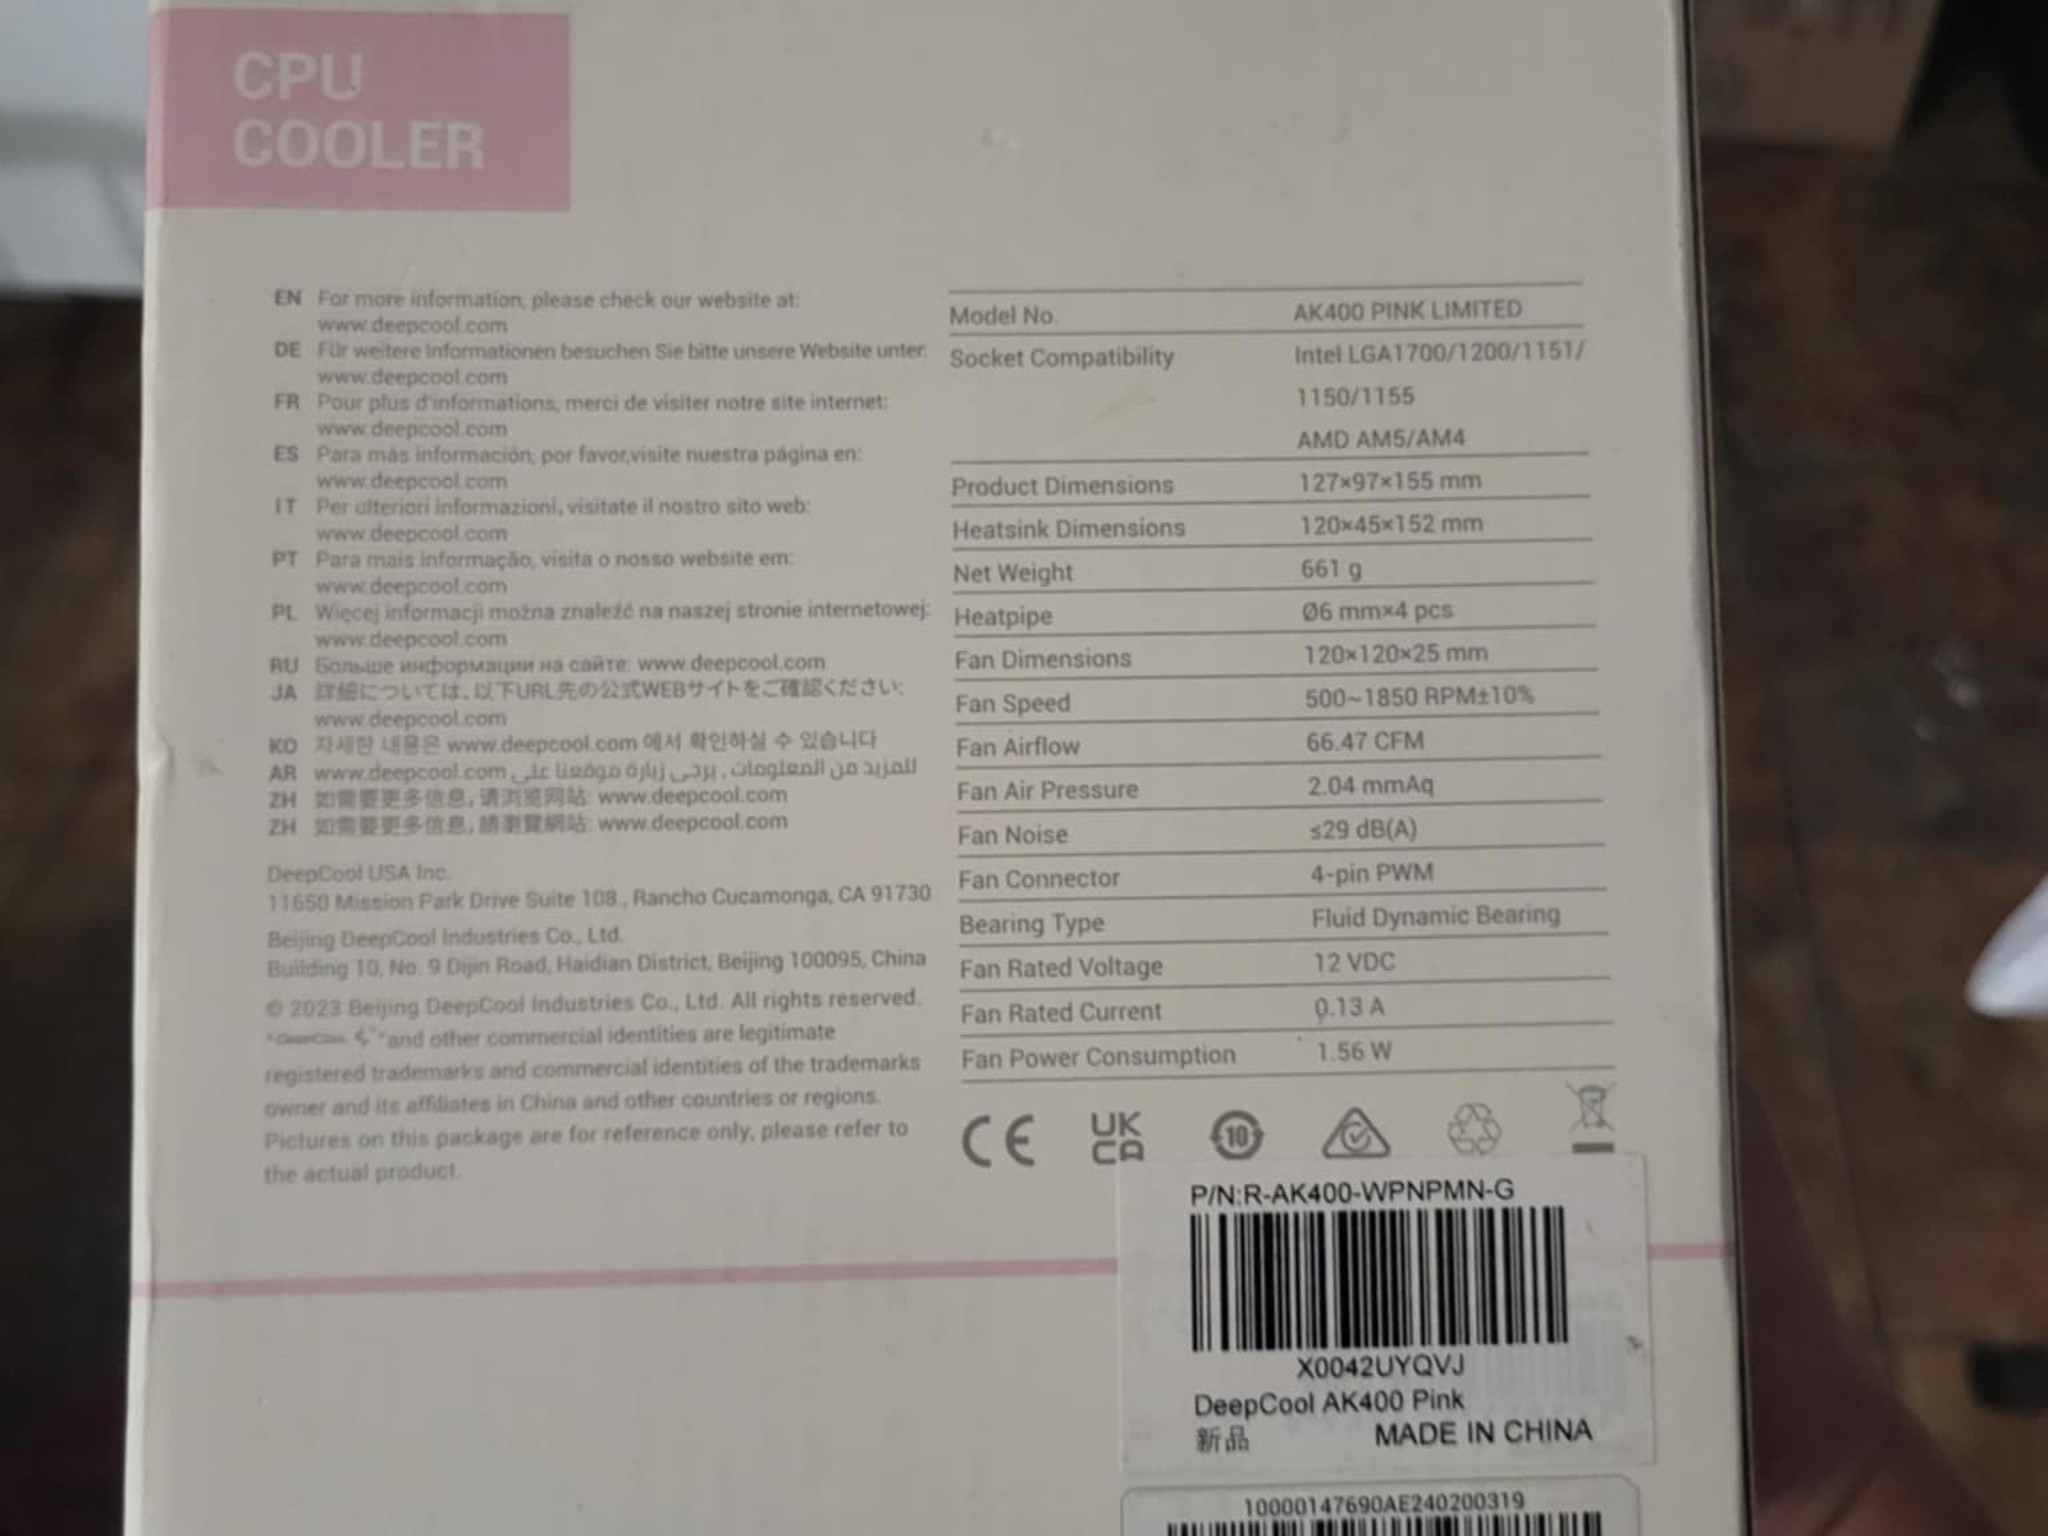 CPU
COOLER
EN For more information, please check our website at:
www.deepcool.com
DE Für weitere Informationen besuchen Sie bitte unsere Website unter:
www.deepcool.com
FR Pour plus d'informations, merci de visiter notre site internet:
www.deepcool.com
ES Para más información, por favor,visite nuestra página en:
www.deepcool.com
IT Per ulteriori informazioni, visitate il nostro sito web:
www.deepcool.com
PT Para mais informação, visita o nosso website em:
www.deepcool.com
PL Więcej informacji można znaleźć na naszej stronie internetowej:
www.deepcool.com
RU Больше информации на сайте: www.deepcool.com
JA 詳細については、以下URL先の公式WEBサイトをご確認ください:
www.deepcool.com
KO 자세한 내용은 www.deepcool.com 에서 확인하실 수 있습니다
AR للمزيد من المعلومات، يرجى زيارة موقعنا على www.deepcool.com
ZH 如需要更多信息, 请浏览网站: www.deepcool.com
ZH 如需要更多信息, 請瀏覽網站: www.deepcool.com
DeepCool USA Inc.
11650 Mission Park Drive Suite 108., Rancho Cucamonga, CA 91730
Beijing DeepCool Industries Co., Ltd.
Building 10, No. 9 Dijin Road, Haidian District, Beijing 100095, China
© 2023 Beijing DeepCool Industries Co., Ltd. All rights reserved.
"DeepCool " and other commercial identities are legitimate
registered trademarks and commercial identities of the trademarks
owner and its affiliates in China and other countries or regions.
Pictures on this package are for reference only, please refer to
the actual product.
Model No. AK400 PINK LIMITED
Socket Compatibility Intel LGA1700/1200/1151/
1150/1155
AMD AM5/AM4
Product Dimensions 127×97×155 mm
Heatsink Dimensions 120×45×152 mm
Net Weight 661 g
Heatpipe Ø6 mm×4 pcs
Fan Dimensions 120×120×25 mm
Fan Speed 500~1850 RPM±10%
Fan Airflow 66.47 CFM
Fan Air Pressure 2.04 mmAq
Fan Noise ≤29 dB(A)
Fan Connector 4-pin PWM
Bearing Type Fluid Dynamic Bearing
Fan Rated Voltage 12 VDC
Fan Rated Current 0.13 A
Fan Power Consumption 1.56 W
CE UK CA 10
P/N:R-AK400-WPNPMN-G
X0042UYQVJ
DeepCool AK400 Pink
新品 MADE IN CHINA
10000147690AE240200319